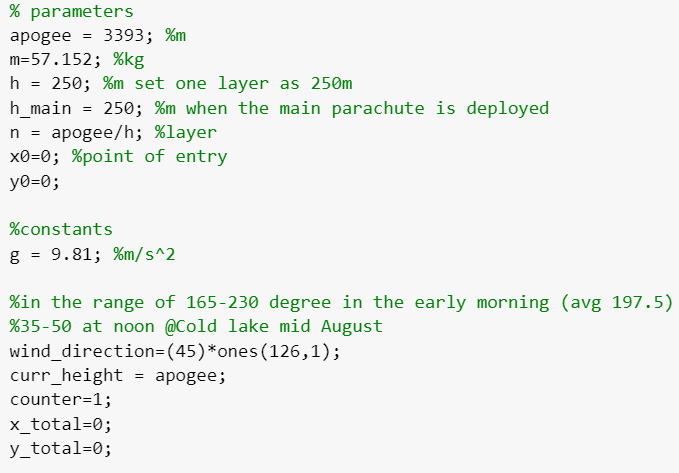 % parameters
apogee = 3393; %m
m=57.152; %kg
h = 250; %m set one layer as 250m
h_main = 250; %m when the main parachute is deployed
n = apogee/h; %layer
x0=0; %point of entry
y0=0;
%constants
g = 9.81; %m/s^2
%in the range of 165-230 degree in the early morning (avg 197.5)
%35-50 at noon @Cold lake mid August
wind_direction=(45)*ones(126,1);
curr_height = apogee;
counter=1;
x_total=0;
y_total=0;